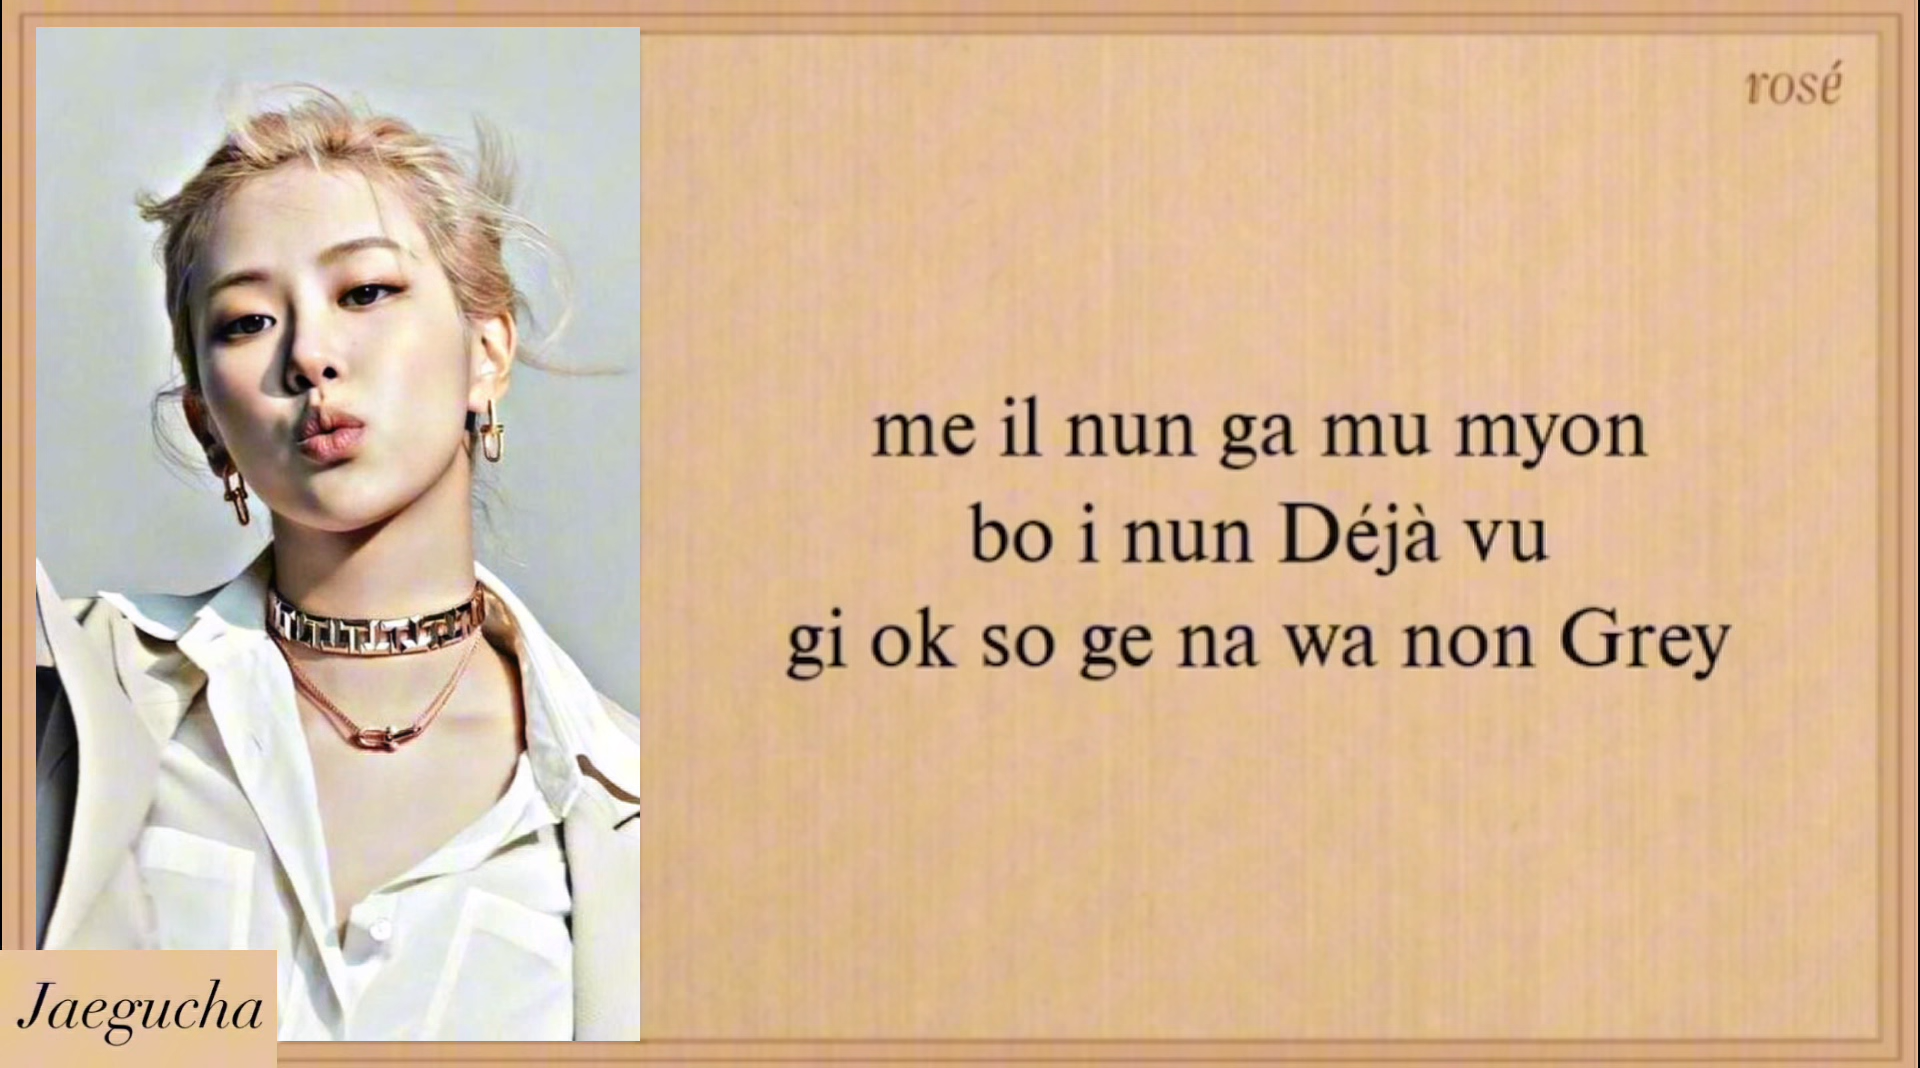 rosé
me il nun ga mu myon
bo i nun Déjà vu
gi ok so ge na wa non Grey
Jaegucha